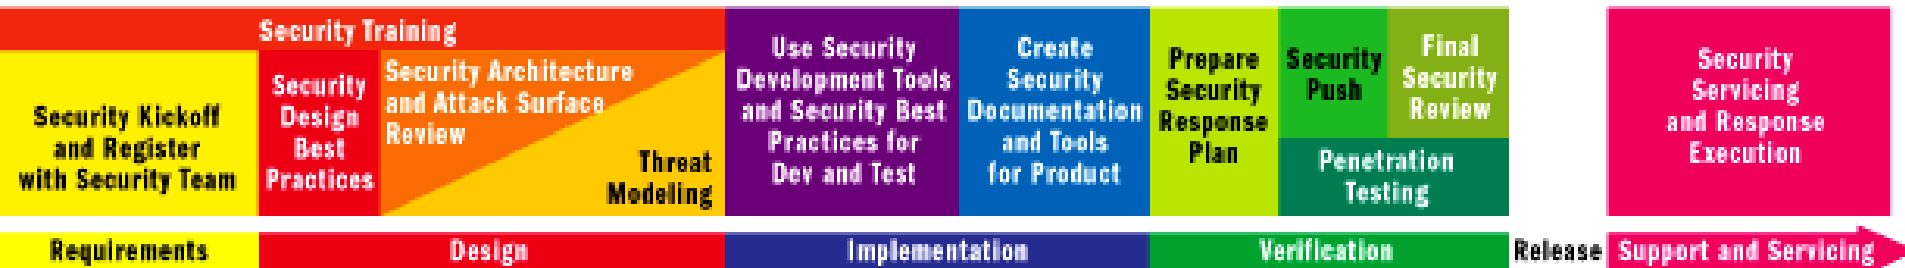 Security Training
Security Kickoff
and Register
with Security Team
Security
Design
Best
Practices
Security Architecture
and Attack Surface
Review
Threat
Modeling
Use Security
Development Tools
and Security Best
Practices for
Dev and Test
Create
Security
Documentation
and Tools
for Product
Prepare
Security
Response
Plan
Security
Push
Final
Security
Review
Penetration
Testing
Security
Servicing
and Response
Execution
Requirements
Design
Implementation
Verification
Release
Support and Servicing